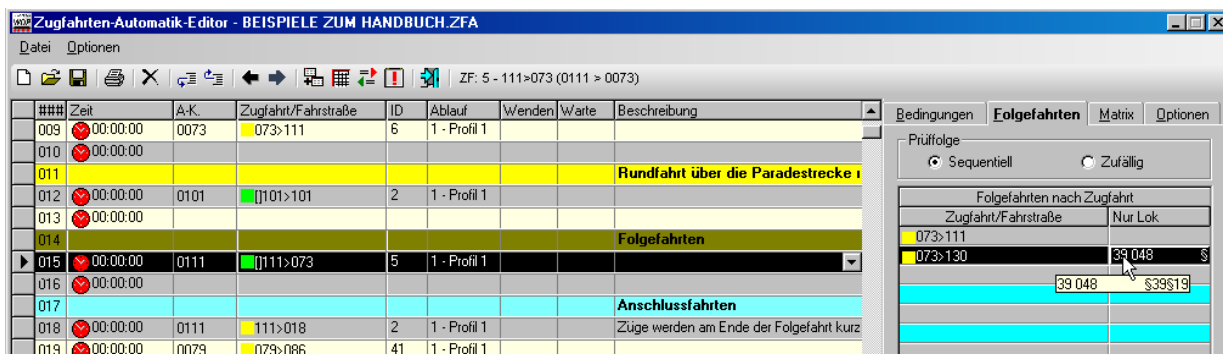 Zugfahrten-Automatik-Editor - BEISPIELE ZUM HANDBUCH.ZFA
Datei Optionen
ZF: 5 - 111>073 (0111 > 0073)
### Zeit A-K. Zugfahrt/Fahrstraße ID Ablauf Wenden Warte Beschreibung
009 00:00:00 0073 073>111 6 1 - Profil 1
010 00:00:00
011 Rundfahrt über die Paradestrecke
012 00:00:00 0101 []101>101 2 1 - Profil 1
013 00:00:00
014 Folgefahrten
015 00:00:00 0111 []111>073 5 1 - Profil 1
016 00:00:00
017 Anschlussfahrten
018 00:00:00 0111 111>018 2 1 - Profil 1 Züge werden am Ende der Folgefahrt kurz
019 00:00:00 0079 079>086 41 1 - Profil 1
Bedingungen Folgefahrten Matrix Optionen
Prüffolge
Sequentiell Zufällig
Folgefahrten nach Zugfahrt
Zugfahrt/Fahrstraße Nur Lok
073>111
073>130 39 048 §
39 048 §39§19